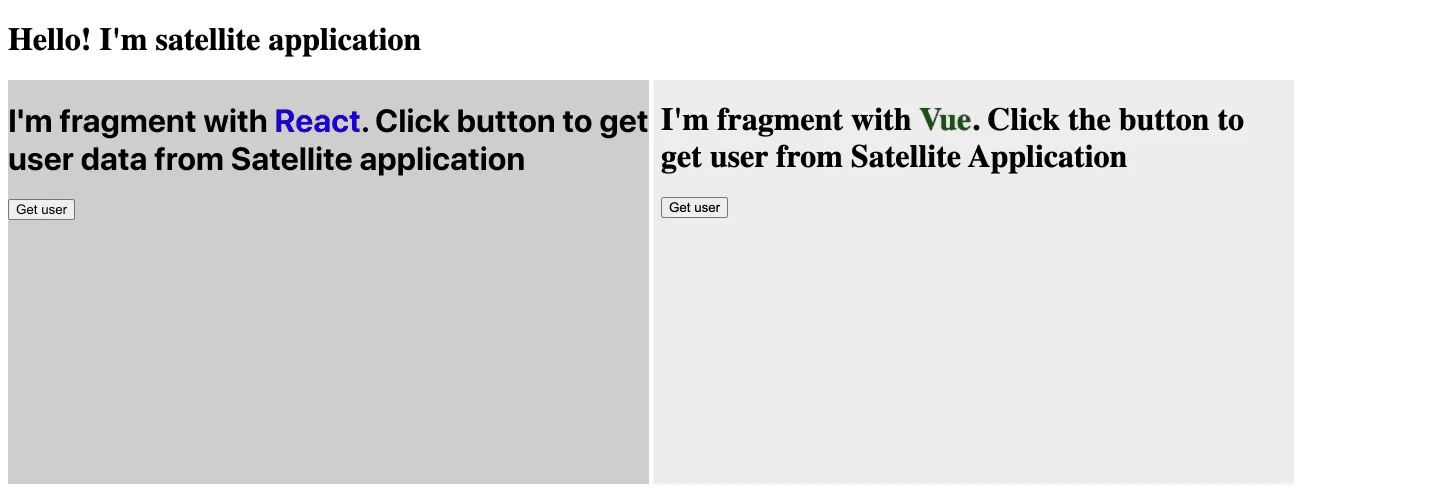 Hello! I'm satellite application
I'm fragment with React. Click button to get
user data from Satellite application
Get user
I'm fragment with Vue. Click the button to
get user from Satellite Application
Get user